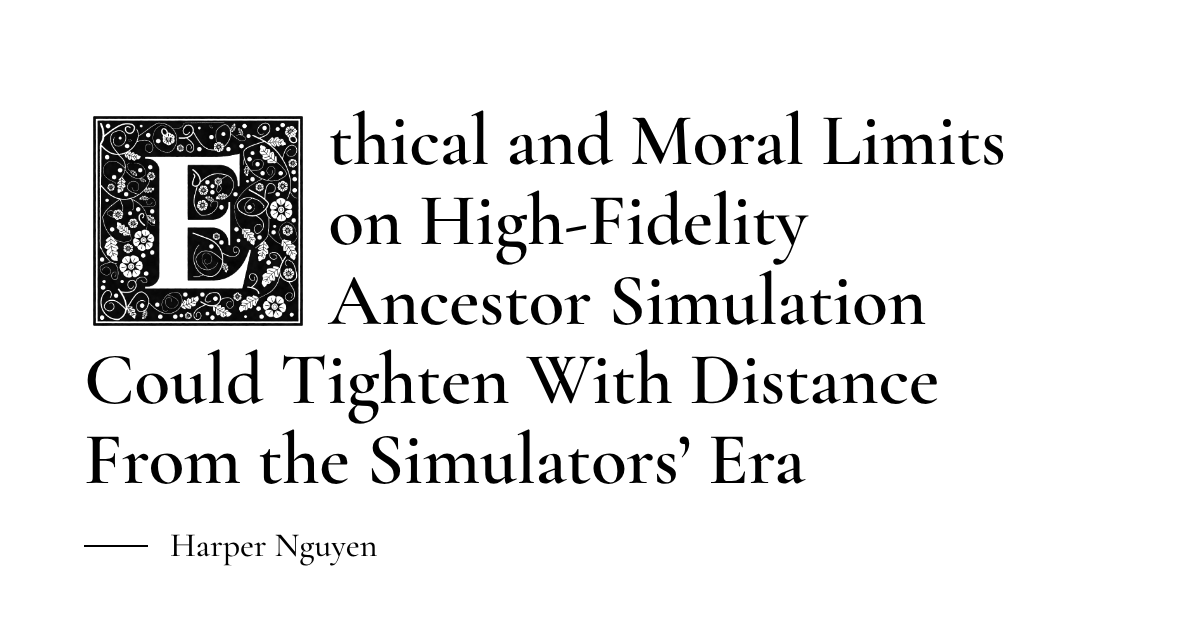 Ethical and Moral Limits
on High-Fidelity
Ancestor Simulation
Could Tighten With Distance
From the Simulators’ Era
Harper Nguyen